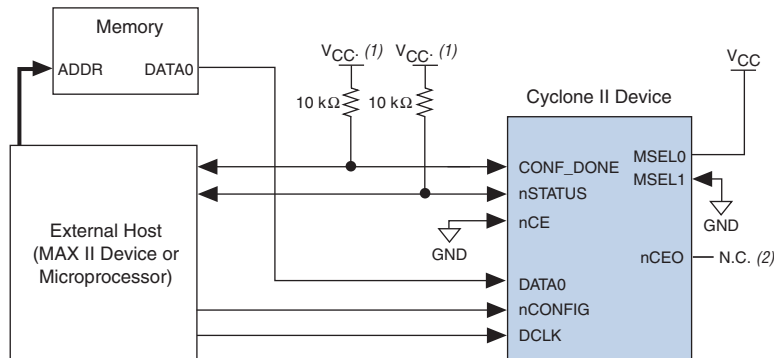 Memory
ADDR
DATA0
VCC. (1)
VCC. (1)
10 kΩ
10 kΩ
VCC
Cyclone II Device
External Host
(MAX II Device or
Microprocessor)
CONF_DONE
nSTATUS
nCE
GND
DATA0
nCONFIG
DCLK
MSEL0
MSEL1
GND
nCEO
N.C. (2)